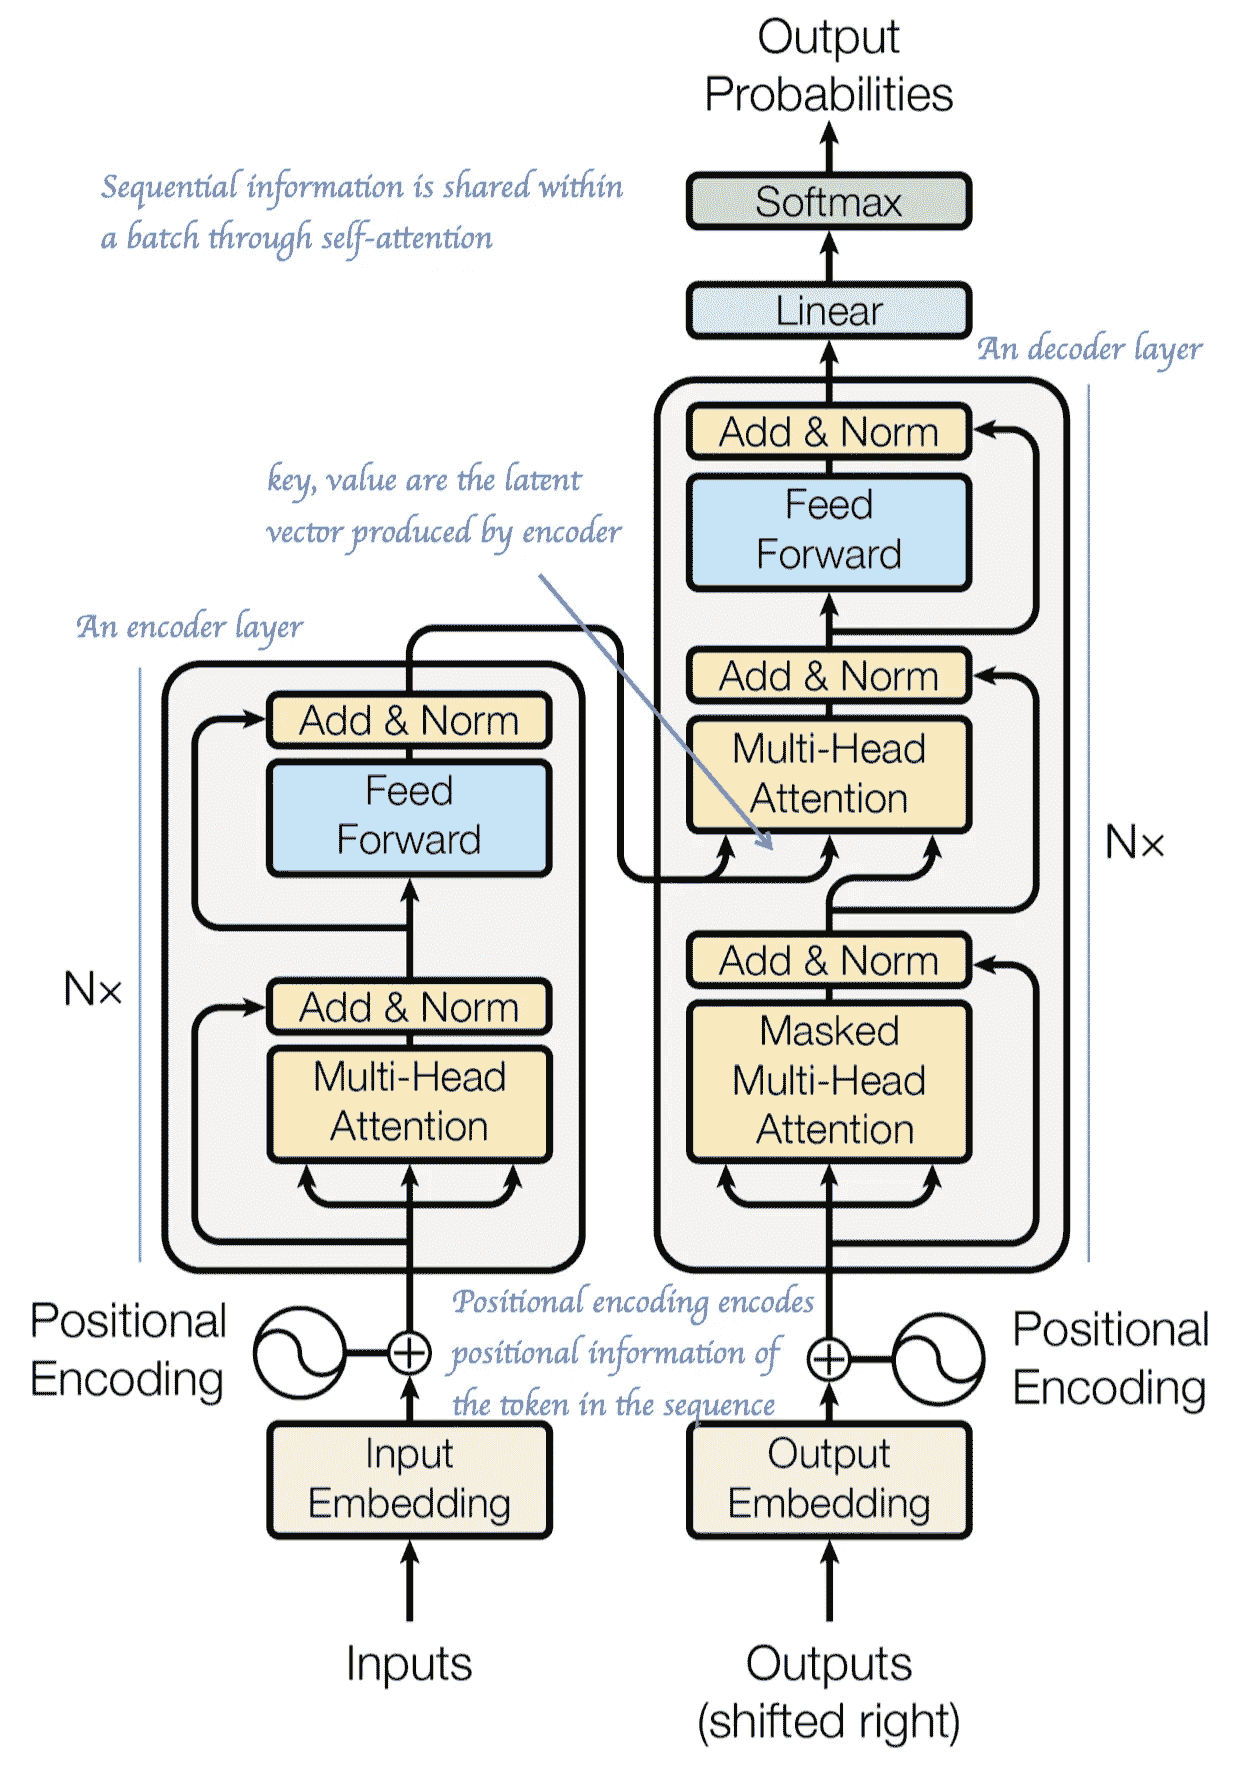 Output
Probabilities
Sequential information is shared within
a batch through self-attention
Softmax
Linear
An decoder layer
Add & Norm
Feed
Forward
key, value are the latent
vector produced by encoder
An encoder layer
Add & Norm
Multi-Head
Attention
Add & Norm
Feed
Forward
N×
Add & Norm
N×
Add & Norm
Multi-Head
Attention
Masked
Multi-Head
Attention
Positional
Encoding
Positional encoding encodes
positional information of
the token in the sequence
Positional
Encoding
Input
Embedding
Output
Embedding
Inputs
Outputs
(shifted right)